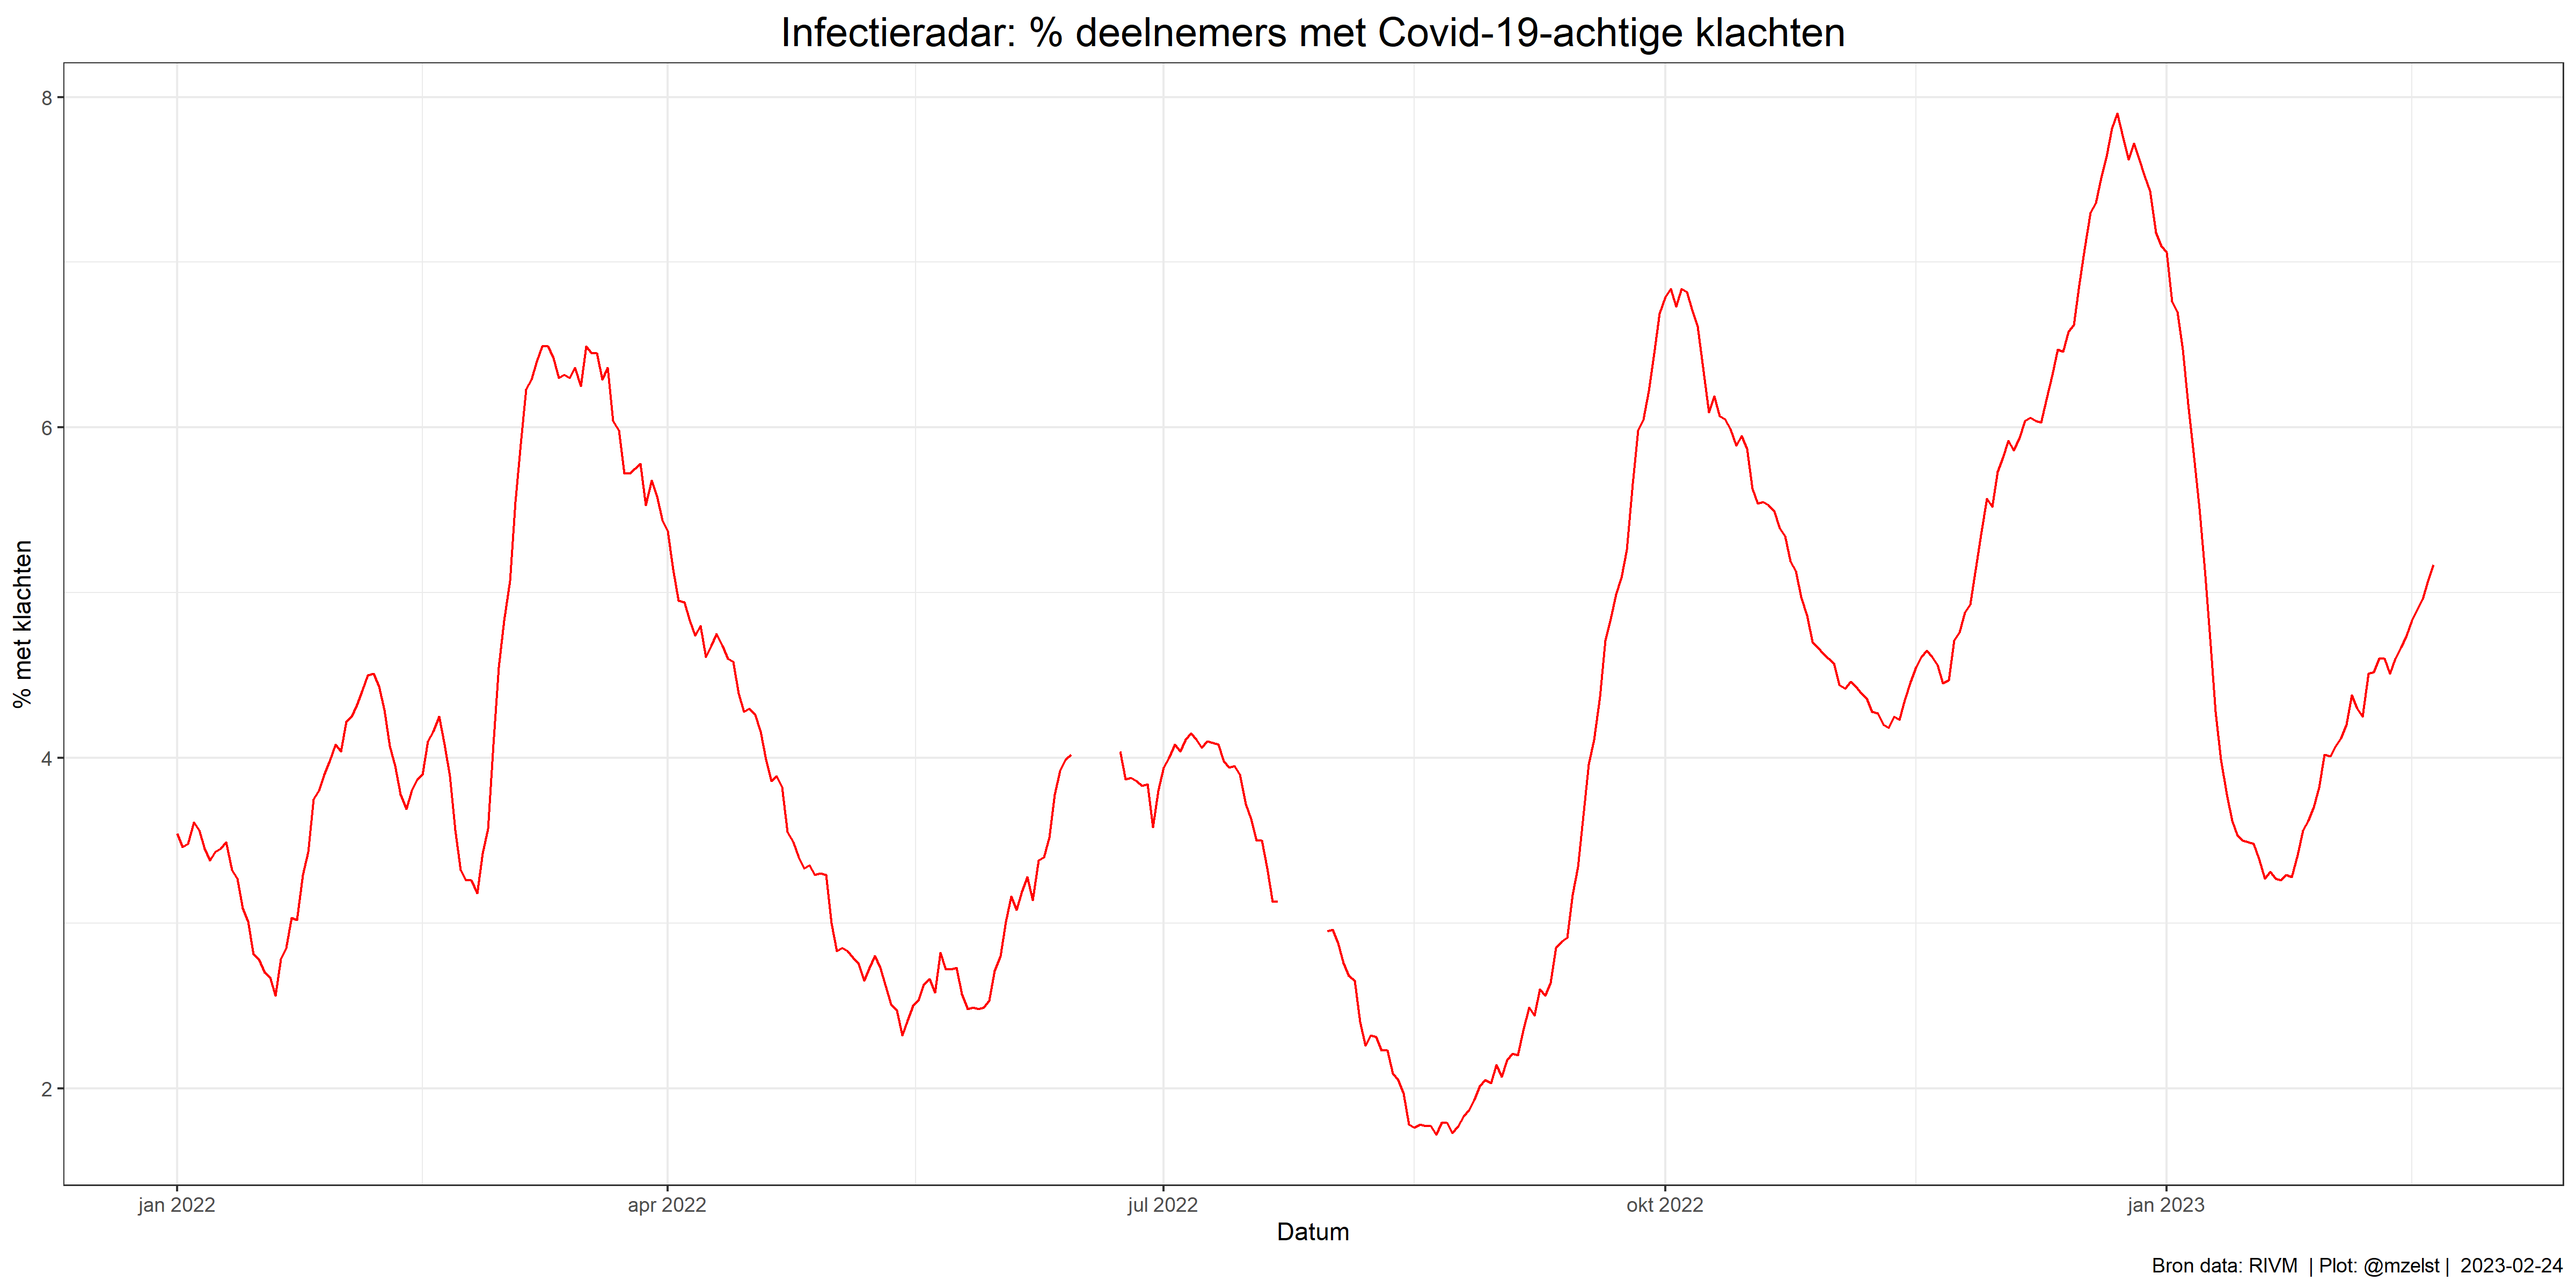 Infectieradar: % deelnemers met Covid-19-achtige klachten
% met klachten
8
6
4
2
jan 2022
apr 2022
jul 2022
okt 2022
jan 2023
Datum
Bron data: RIVM | Plot: @mzelst | 2023-02-24